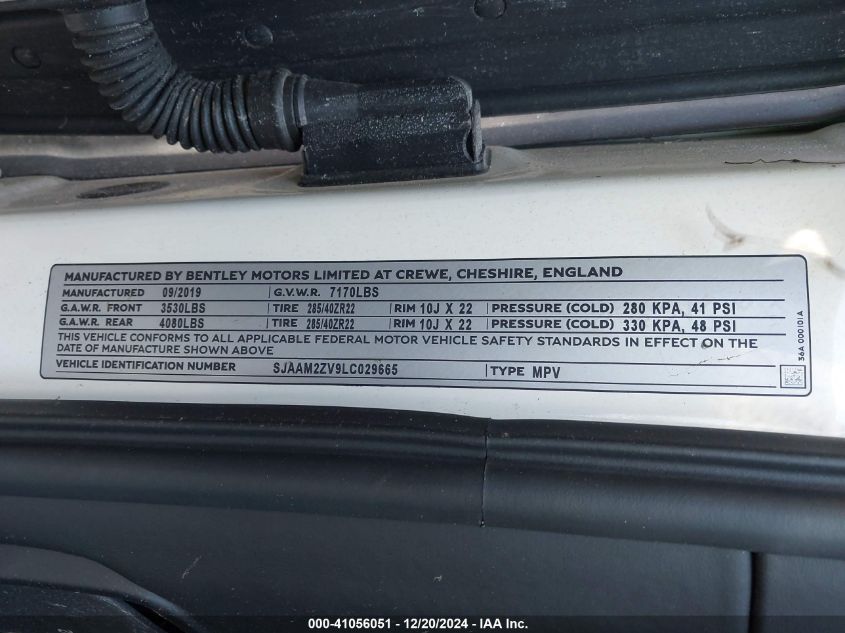 MANUFACTURED BY BENTLEY MOTORS LIMITED AT CREWE, CHESHIRE, ENGLAND
MANUFACTURED 09/2019 G.V.W.R. 7170LBS
G.A.W.R. FRONT 3530LBS TIRE 285/40ZR22 RIM 10J X 22 PRESSURE (COLD) 280 KPA, 41 PSI
G.A.W.R. REAR 4080LBS TIRE 285/40ZR22 RIM 10J X 22 PRESSURE (COLD) 330 KPA, 48 PSI
THIS VEHICLE CONFORMS TO ALL APPLICABLE FEDERAL MOTOR VEHICLE SAFETY STANDARDS IN EFFECT ON THE
DATE OF MANUFACTURE SHOWN ABOVE
VEHICLE IDENTIFICATION NUMBER SJAAM2ZV9LC029665 TYPE MPV
36A 000101A
000-41056051 - 12/20/2024 - IAA Inc.